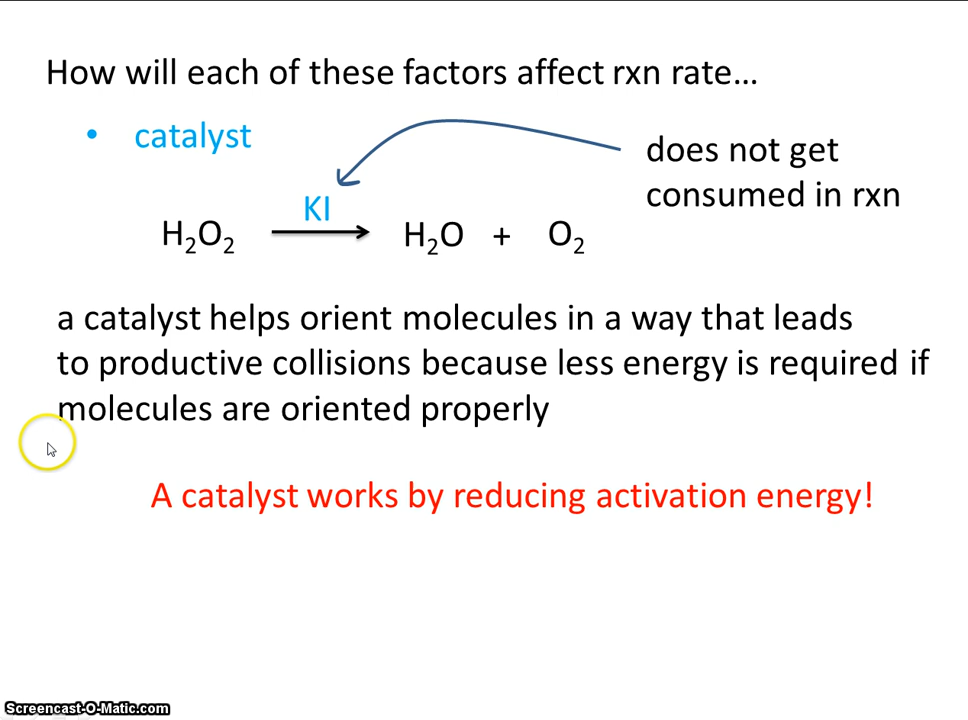 How will each of these factors affect rxn rate…
• catalyst
does not get
consumed in rxn
KI
H₂O₂ → H₂O + O₂
a catalyst helps orient molecules in a way that leads
to productive collisions because less energy is required if
molecules are oriented properly
A catalyst works by reducing activation energy!
Screencast-O-Matic.com